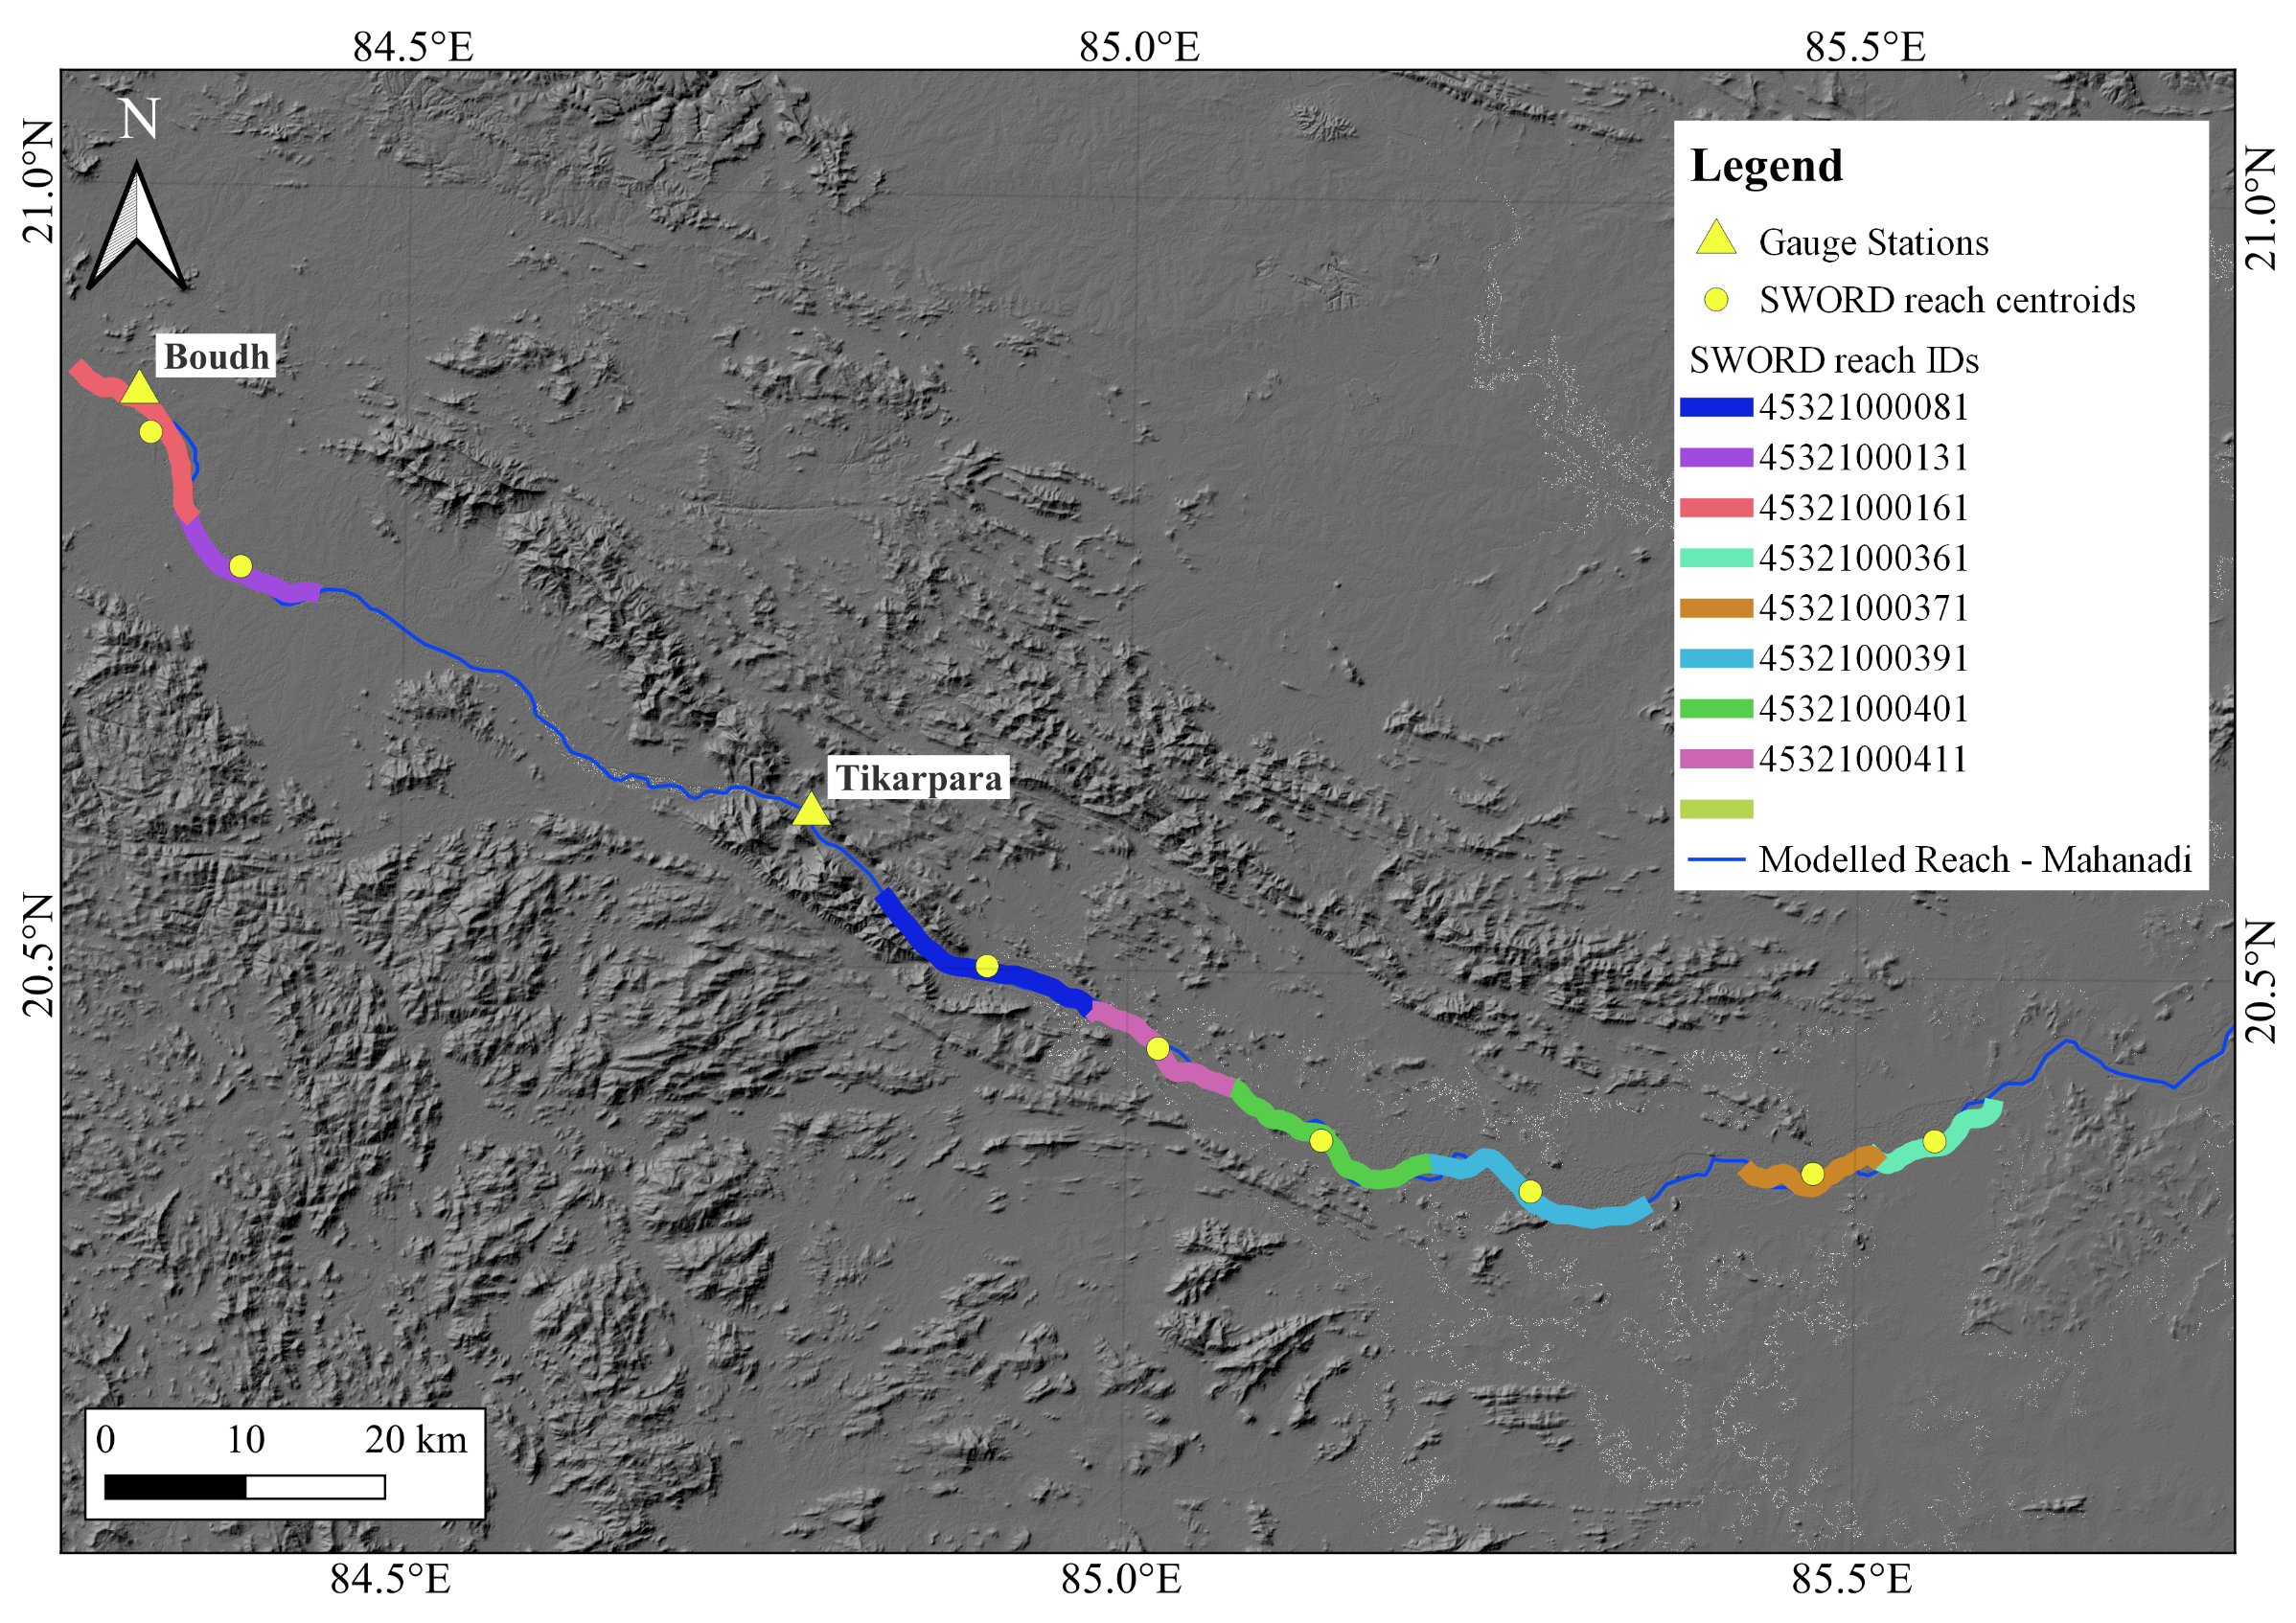 84.5°E 85.0°E 85.5°E
N
21.0°N
21.0°N
Legend
Gauge Stations
SWORD reach centroids
SWORD reach IDs
45321000081
45321000131
45321000161
45321000361
45321000371
45321000391
45321000401
45321000411
Modelled Reach - Mahanadi
Boudh
Tikarpara
20.5°N
20.5°N
0 10 20 km
84.5°E 85.0°E 85.5°E